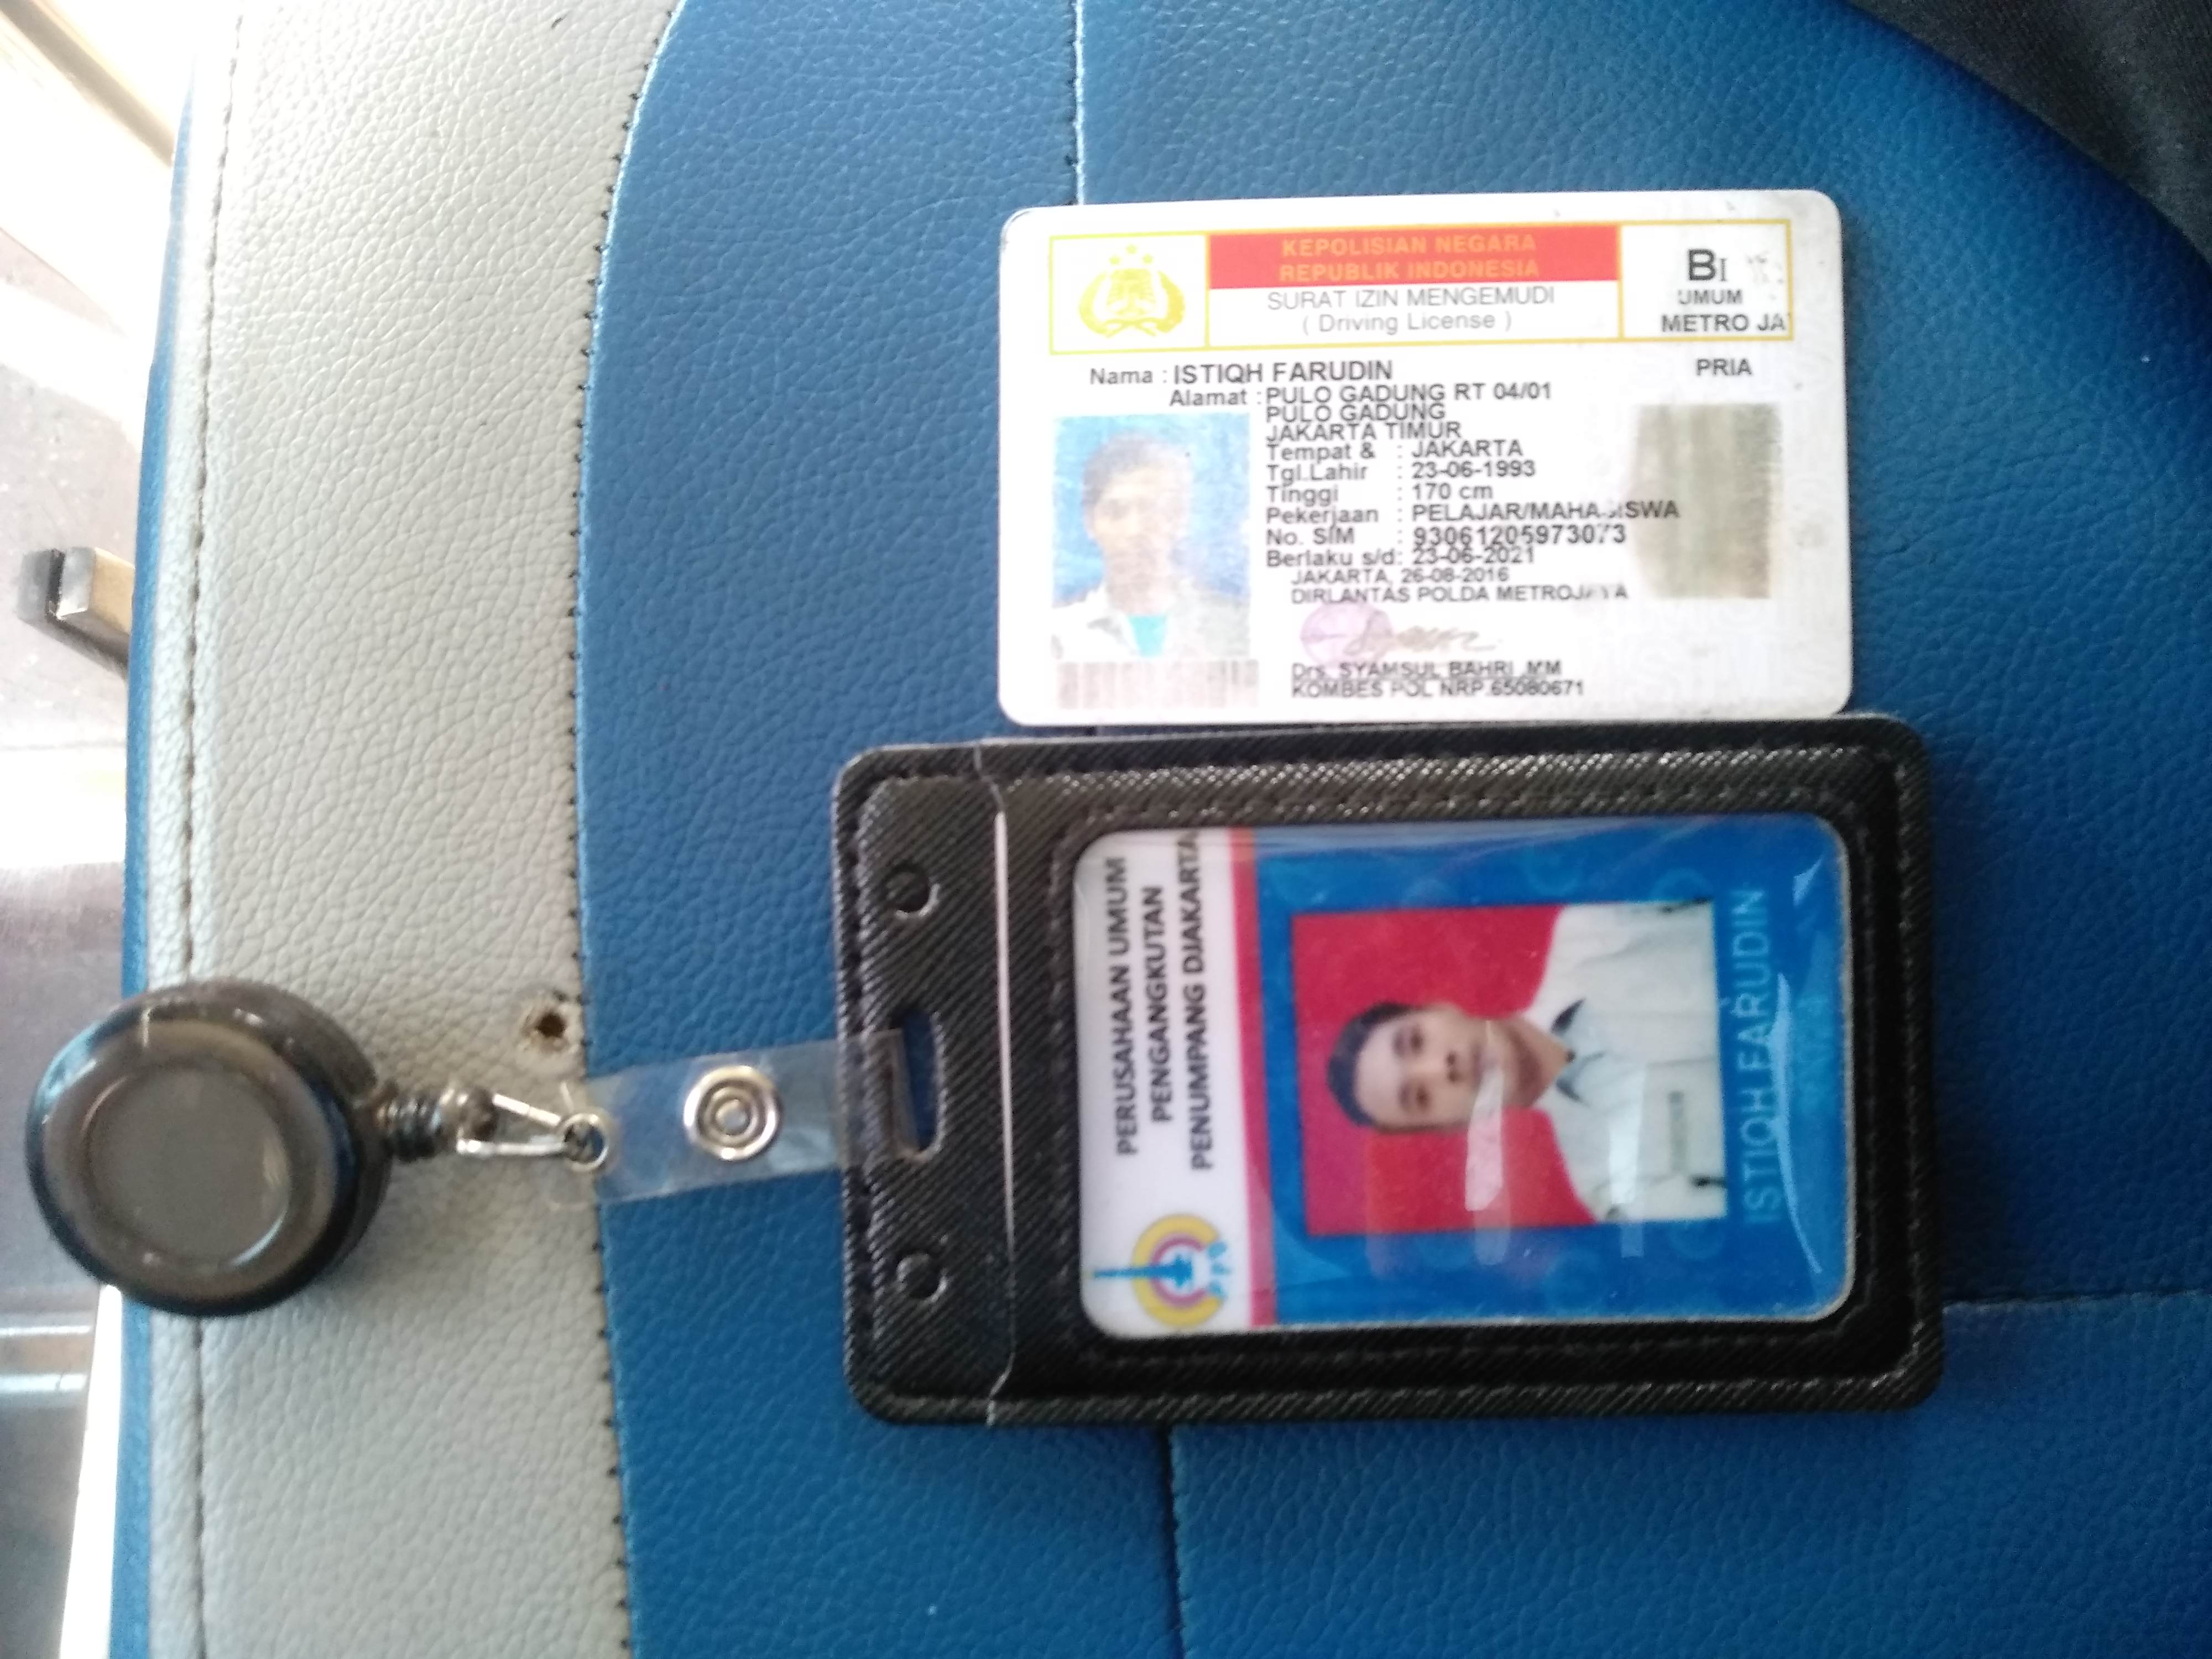 KEPOLISIAN NEGARA
REPUBLIK INDONESIA
SURAT IZIN MENGEMUDI
( Driving License )
BI
UMUM
METRO JA
Nama : ISTIQH FARUDIN
PRIA
Alamat : PULO GADUNG RT 04/01
PULO GADUNG
JAKARTA TIMUR
Tempat & : JAKARTA
Tgl.Lahir : 23-06-1993
Tinggi : 170 cm
Pekerjaan : PELAJAR/MAHASISWA
No. SIM : 930612059730
Berlaku s/d: 23-06-2021
JAKARTA, 26-08-2016
DIRLANTAS POLDA METROJAYA
Drs. SYAMSUL BAHRI, MM
KOMBES POL NRP.65080671
PERUSAHAAN UMUM
PENGANGKUTAN
PENUMPANG DJAKARTA
PPD
ISTIQH FARUDIN